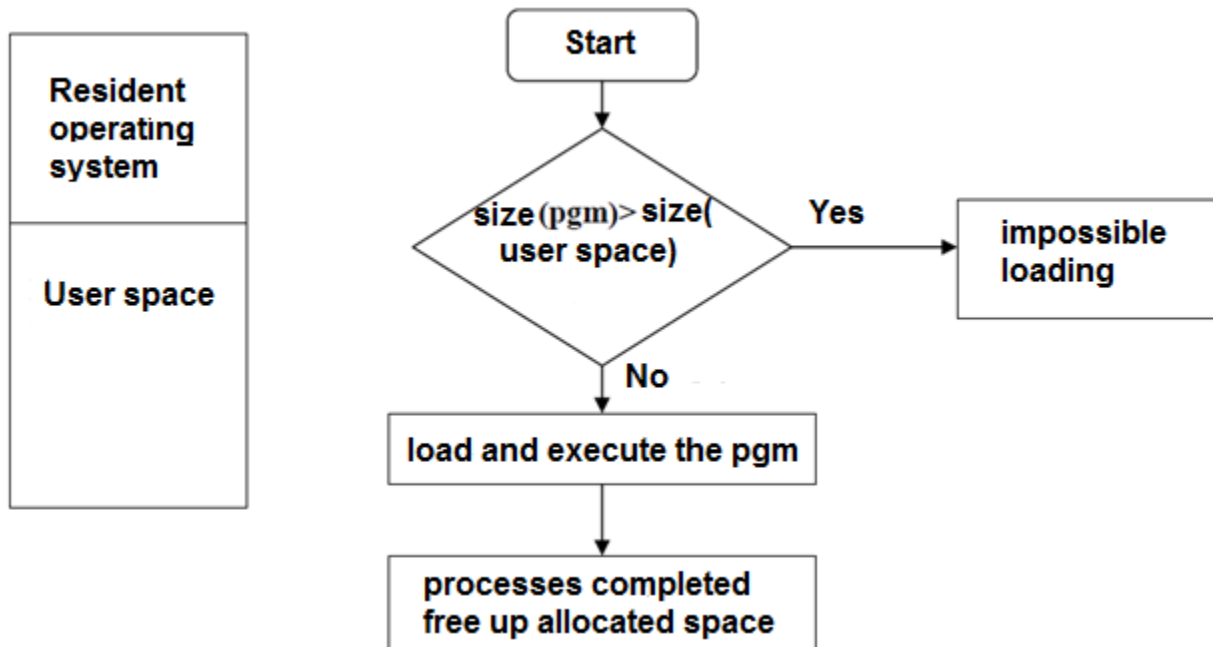 Resident
operating
system
User space
Start
size (pgm)> size(
user space)
Yes
impossible
loading
No
load and execute the pgm
processes completed
free up allocated space